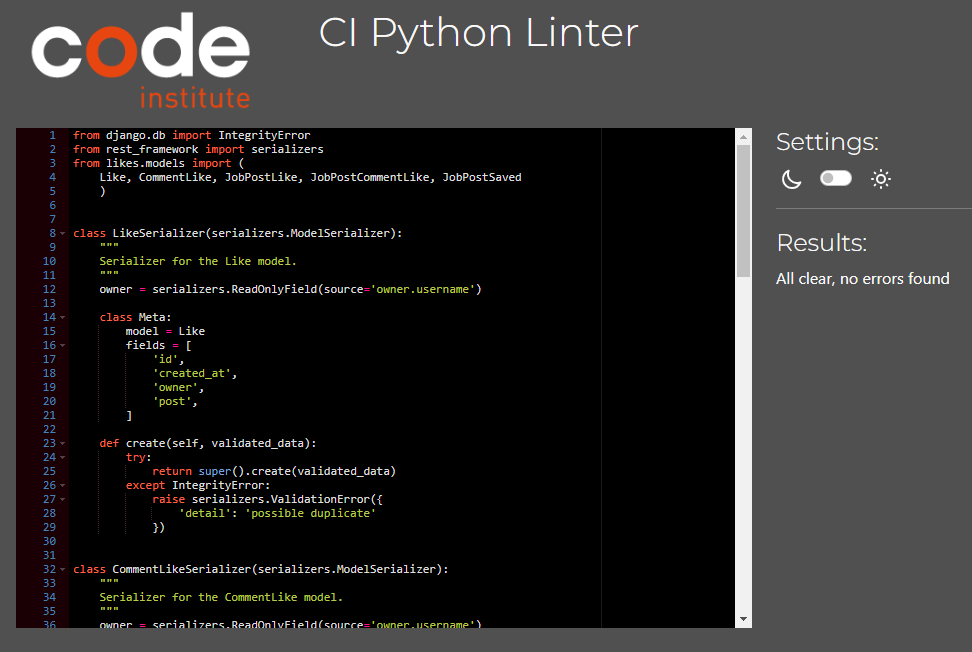 code
institute
CI Python Linter
1 from django.db import IntegrityError
2 from rest_framework import serializers
3 from likes.models import (
4     Like, CommentLike, JobPostLike, JobPostCommentLike, JobPostSaved
5     )
6
7
8 class LikeSerializer(serializers.ModelSerializer):
9     """
10     Serializer for the Like model.
11     """
12     owner = serializers.ReadOnlyField(source='owner.username')
13
14     class Meta:
15         model = Like
16         fields = [
17             'id',
18             'created_at',
19             'owner',
20             'post',
21         ]
22
23     def create(self, validated_data):
24         try:
25             return super().create(validated_data)
26         except IntegrityError:
27             raise serializers.ValidationError({
28                 'detail': 'possible duplicate'
29             })
30
31
32 class CommentLikeSerializer(serializers.ModelSerializer):
33     """
34     Serializer for the CommentLike model.
35     """
36     owner = serializers.ReadOnlyField(source='owner.username')
Settings:
Results:
All clear, no errors found